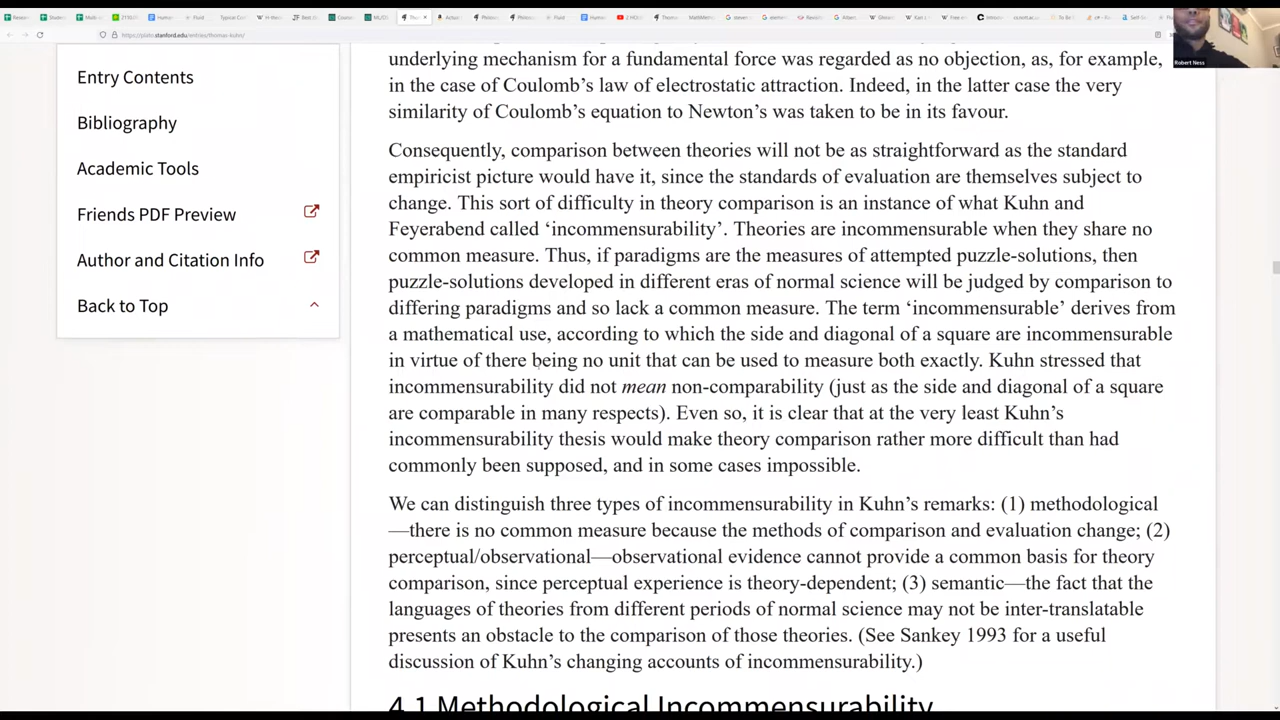 https://plato.stanford.edu/entries/thomas-kuhn/
Robert Ness
Entry Contents
Bibliography
Academic Tools
Friends PDF Preview
Author and Citation Info
Back to Top
underlying mechanism for a fundamental force was regarded as no objection, as, for example,
in the case of Coulomb’s law of electrostatic attraction. Indeed, in the latter case the very
similarity of Coulomb’s equation to Newton’s was taken to be in its favour.
Consequently, comparison between theories will not be as straightforward as the standard
empiricist picture would have it, since the standards of evaluation are themselves subject to
change. This sort of difficulty in theory comparison is an instance of what Kuhn and
Feyerabend called ‘incommensurability’. Theories are incommensurable when they share no
common measure. Thus, if paradigms are the measures of attempted puzzle-solutions, then
puzzle-solutions developed in different eras of normal science will be judged by comparison to
differing paradigms and so lack a common measure. The term ‘incommensurable’ derives from
a mathematical use, according to which the side and diagonal of a square are incommensurable
in virtue of there being no unit that can be used to measure both exactly. Kuhn stressed that
incommensurability did not mean non-comparability (just as the side and diagonal of a square
are comparable in many respects). Even so, it is clear that at the very least Kuhn’s
incommensurability thesis would make theory comparison rather more difficult than had
commonly been supposed, and in some cases impossible.
We can distinguish three types of incommensurability in Kuhn’s remarks: (1) methodological
—there is no common measure because the methods of comparison and evaluation change; (2)
perceptual/observational—observational evidence cannot provide a common basis for theory
comparison, since perceptual experience is theory-dependent; (3) semantic—the fact that the
languages of theories from different periods of normal science may not be inter-translatable
presents an obstacle to the comparison of those theories. (See Sankey 1993 for a useful
discussion of Kuhn’s changing accounts of incommensurability.)
4.1 Methodological Incommensurability